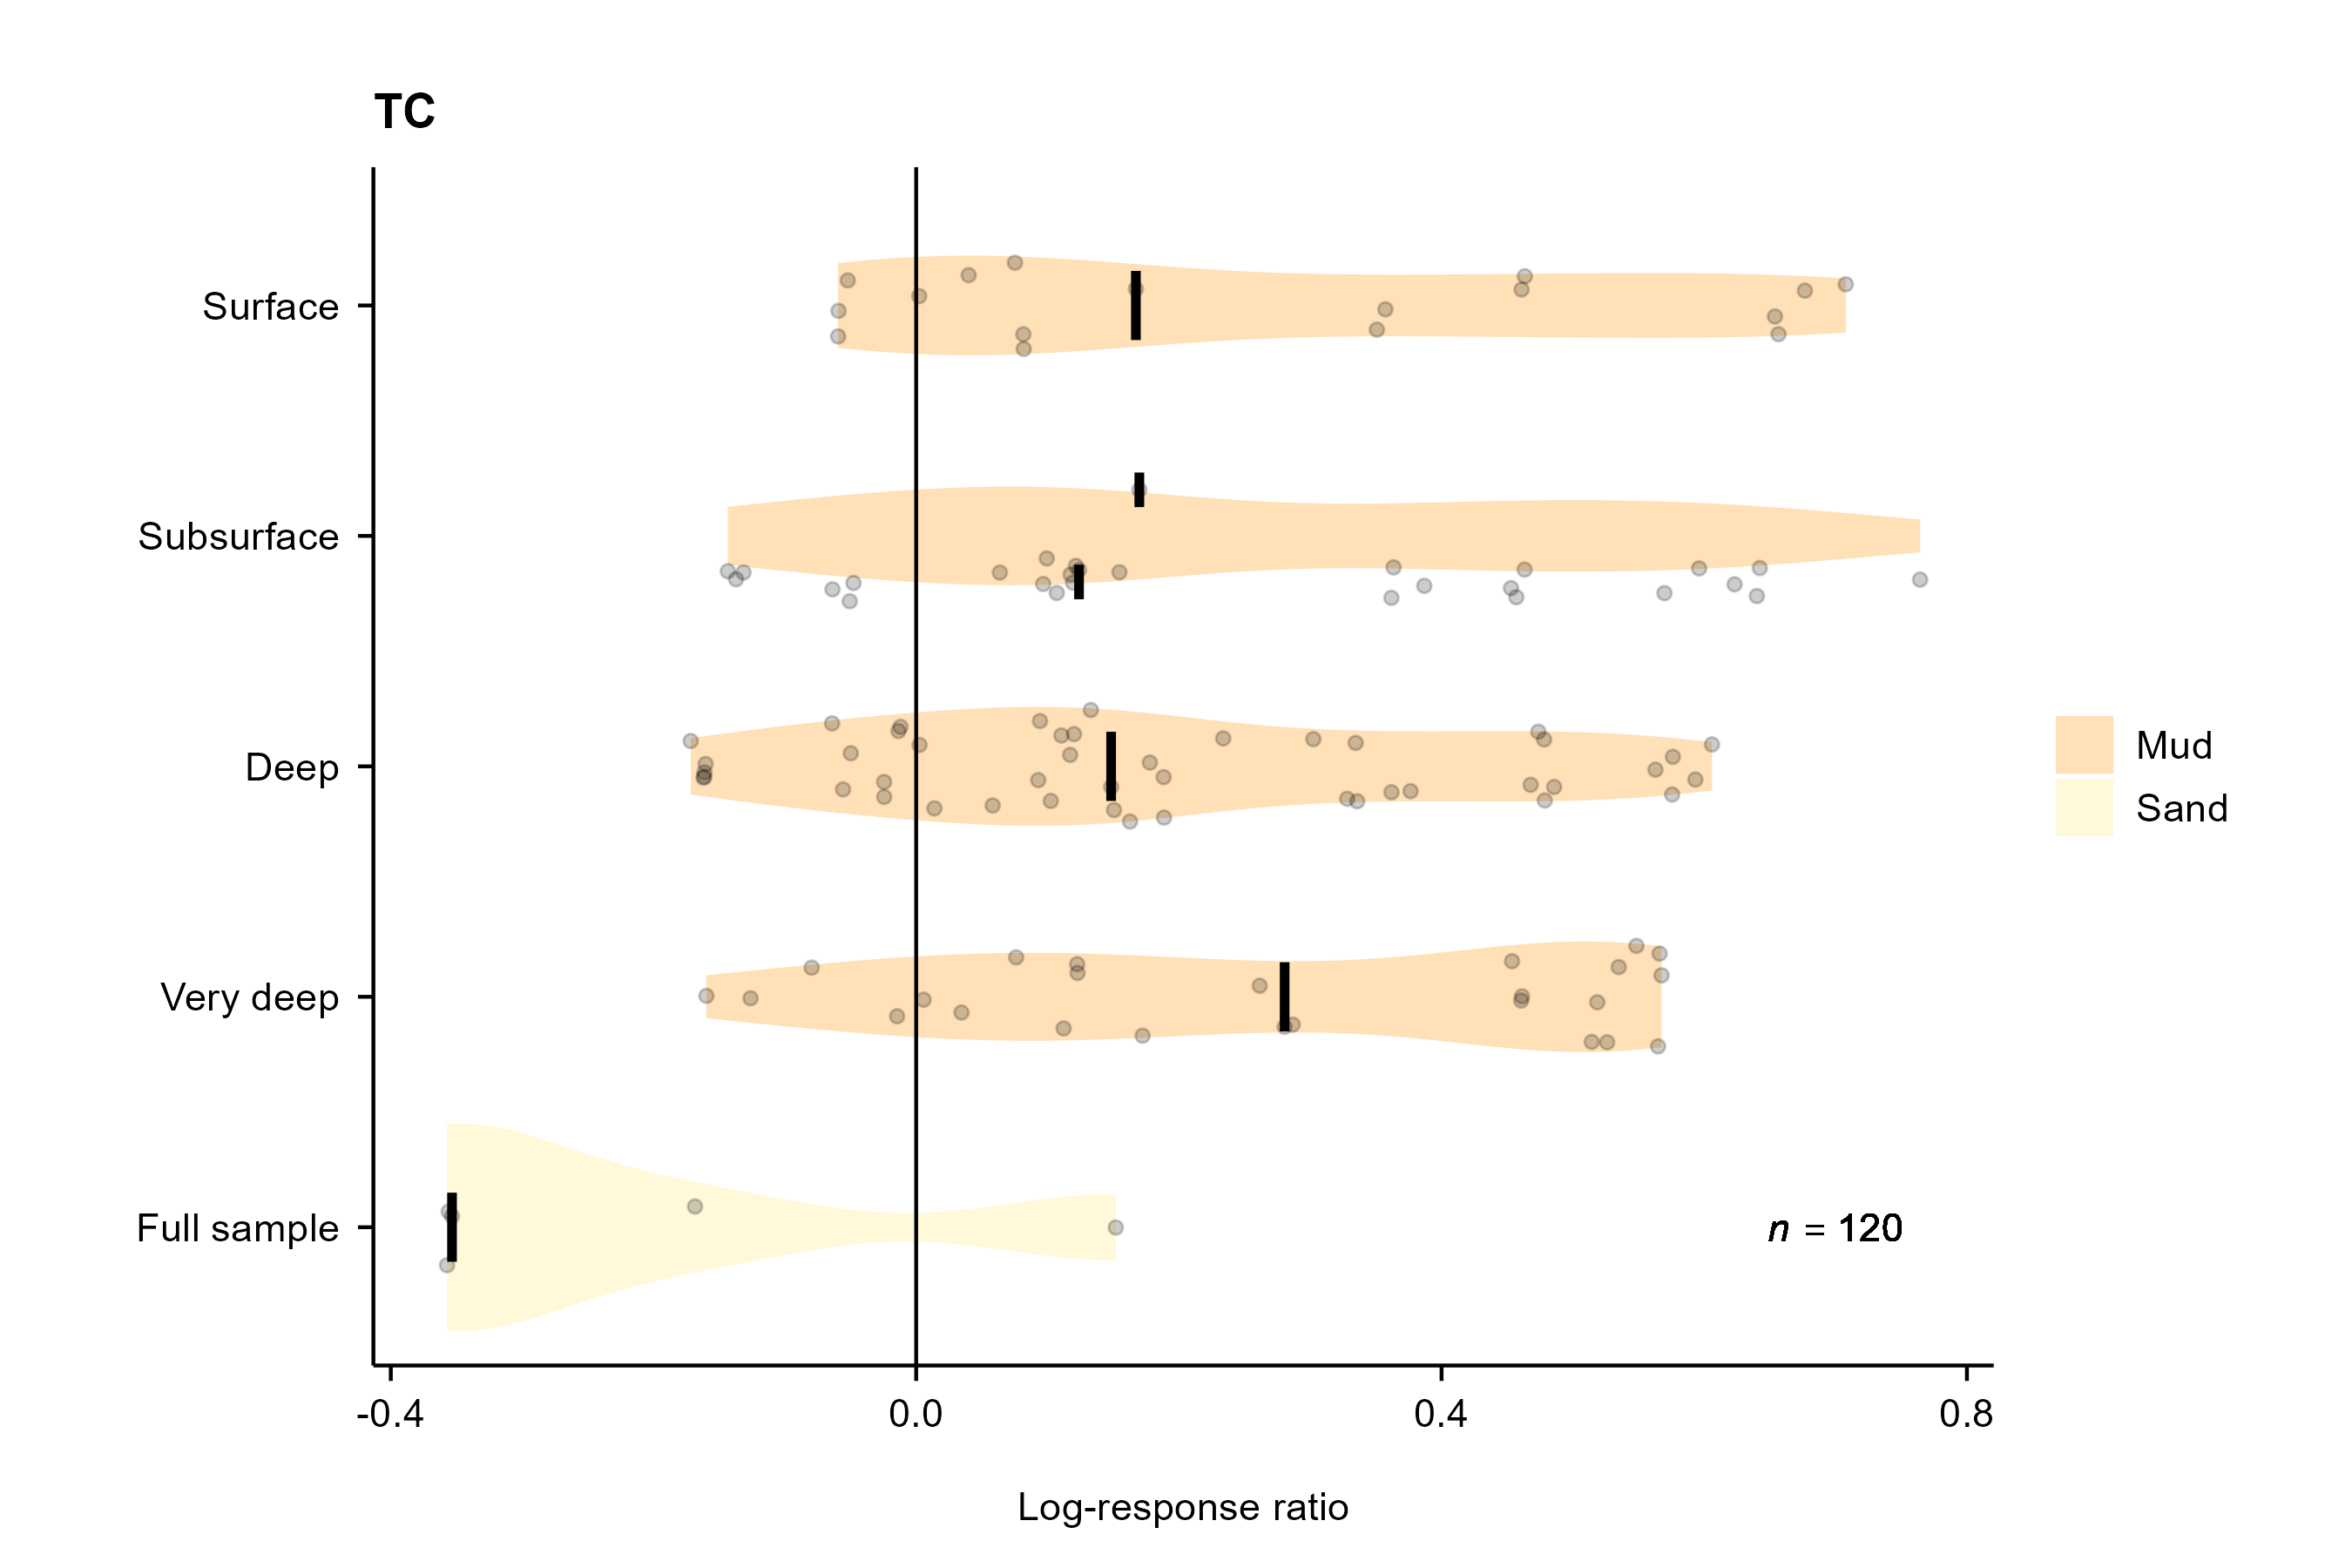 TC
Surface
Subsurface
Deep
Very deep
Full sample
Mud
Sand
n = 120
-0.4 0.0 0.4 0.8
Log-response ratio